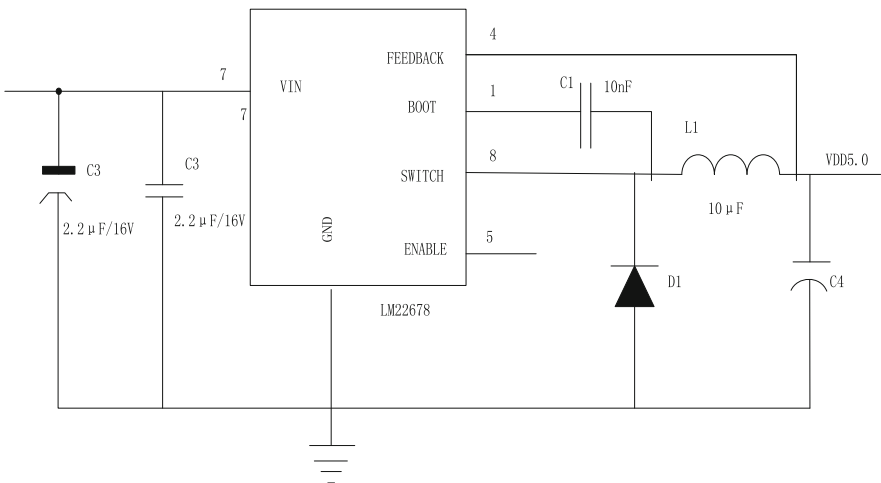 4
FEEDBACK
7
VIN
7
1
BOOT
C1
10nF
L1
8
SWITCH
VDD5.0
C3
C3
2.2μF/16V
2.2μF/16V
10μF
GND
5
ENABLE
D1
C4
LM22678